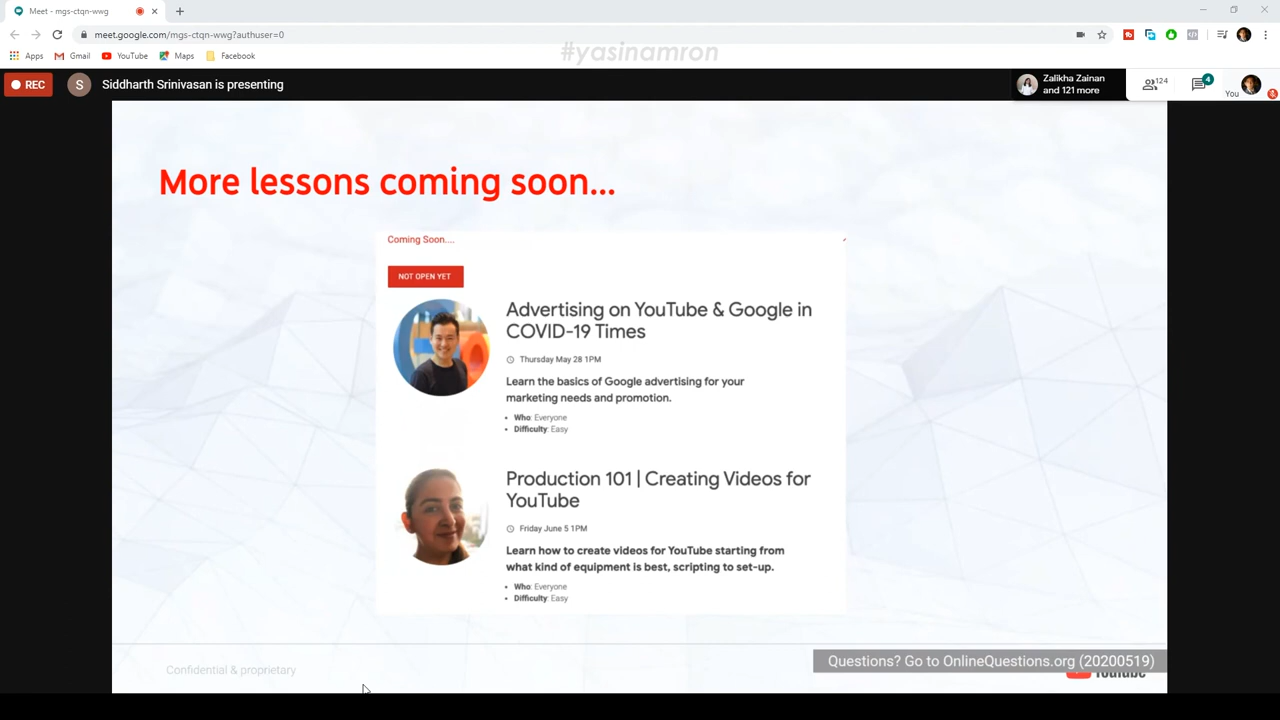 Meet - mgs-ctqn-wwg
meet.google.com/mgs-ctqn-wwg?authuser=0
Apps Gmail YouTube Maps Facebook
#yasinamron
REC S Siddharth Srinivasan is presenting
Zalikha Zainan
and 121 more
124
4
You
More lessons coming soon...
Coming Soon....
NOT OPEN YET
Advertising on YouTube & Google in
COVID-19 Times
Thursday May 28 1PM
Learn the basics of Google advertising for your
marketing needs and promotion.
• Who: Everyone
• Difficulty: Easy
Production 101 | Creating Videos for
YouTube
Friday June 5 1PM
Learn how to create videos for YouTube starting from
what kind of equipment is best, scripting to set-up.
• Who: Everyone
• Difficulty: Easy
Questions? Go to OnlineQuestions.org (20200519)
Confidential & proprietary
YouTube